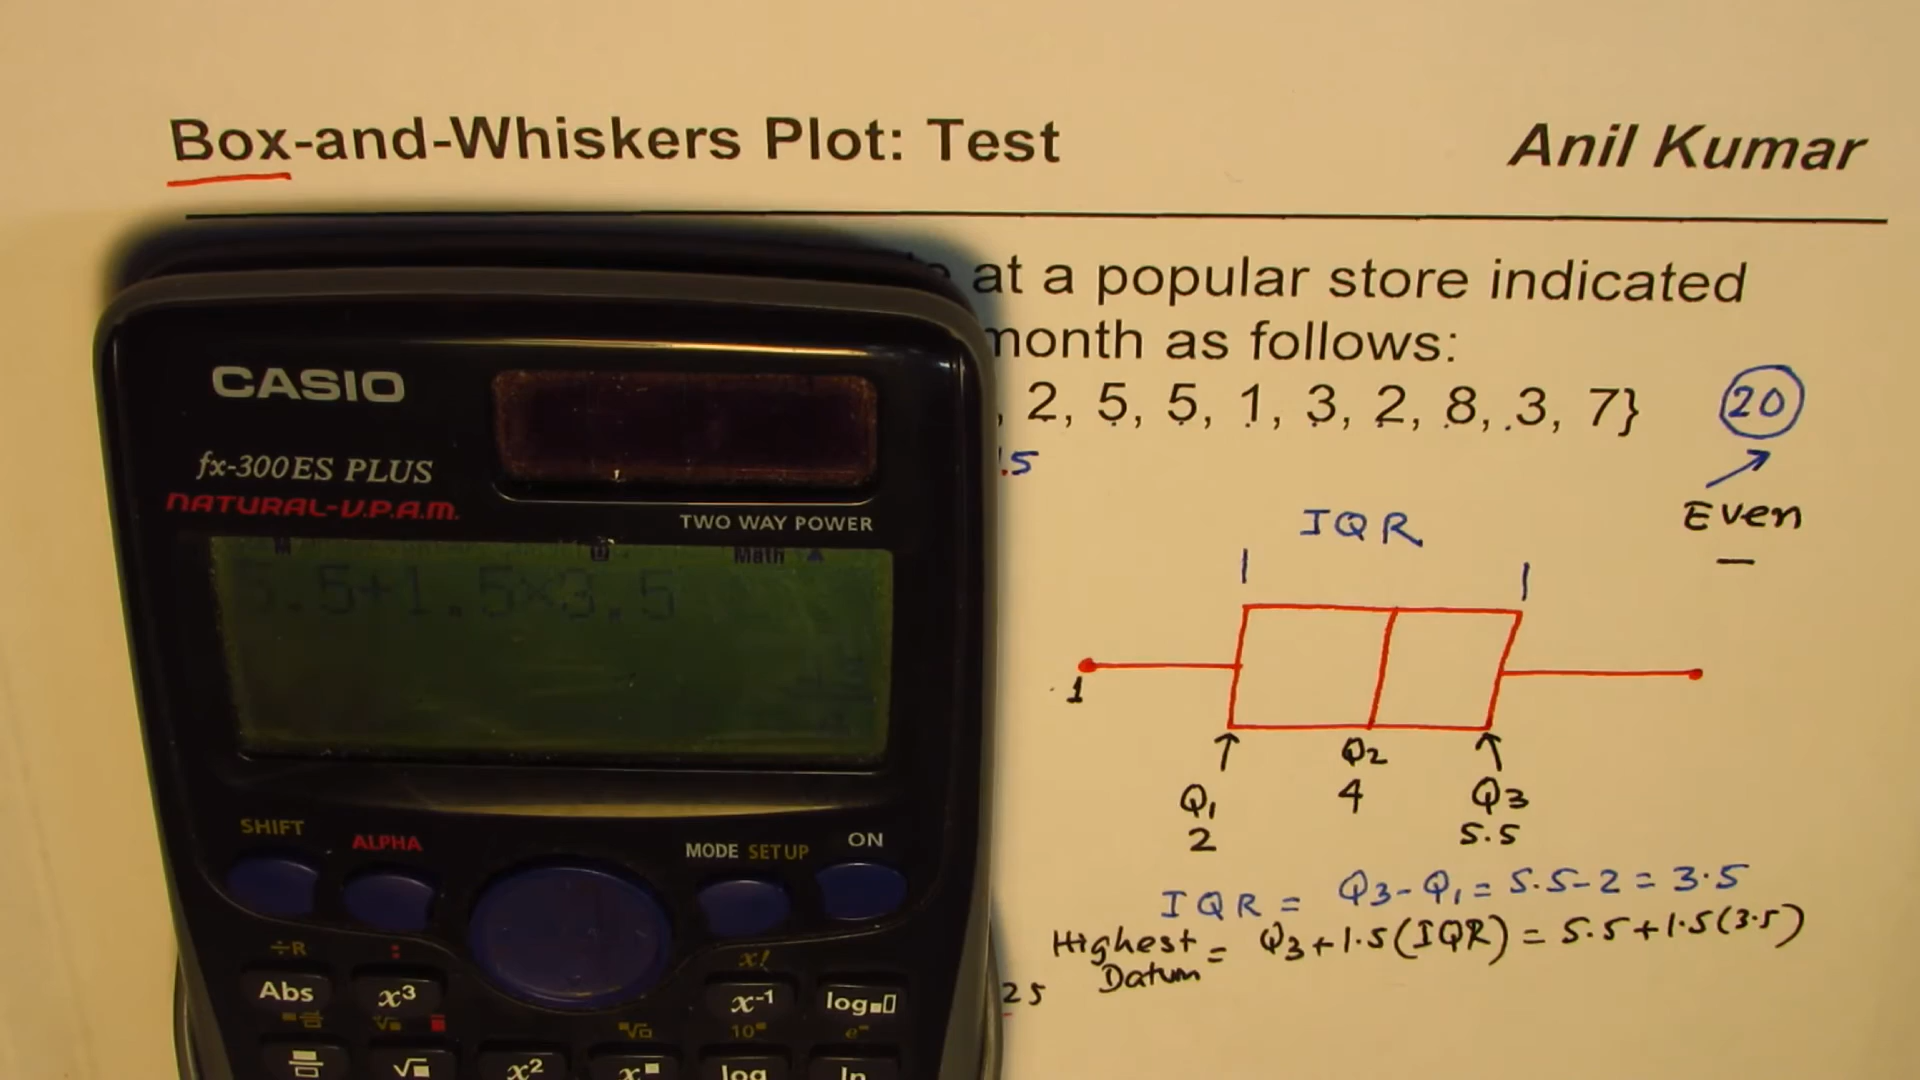 Box-and-Whiskers Plot: Test
Anil Kumar
at a popular store indicated
month as follows:
, 2, 5, 5, 1, 3, 2, 8, 3, 7}
20
.5
Even
IQR
1
Q2
4
Q1
2
Q3
5.5
IQR = Q3-Q1 = 5.5-2 = 3.5
Highest Datum = Q3+1.5(IQR) = 5.5+1.5(3.5)
25
CASIO
fx-300ES PLUS
NATURAL-V.P.A.M.
TWO WAY POWER
M D Math ▲
5.5+1.5×3.5
SHIFT
ALPHA
MODE SETUP
ON
÷R : x!
Abs x³ x⁻¹ log
10 e
√ x² x log ln